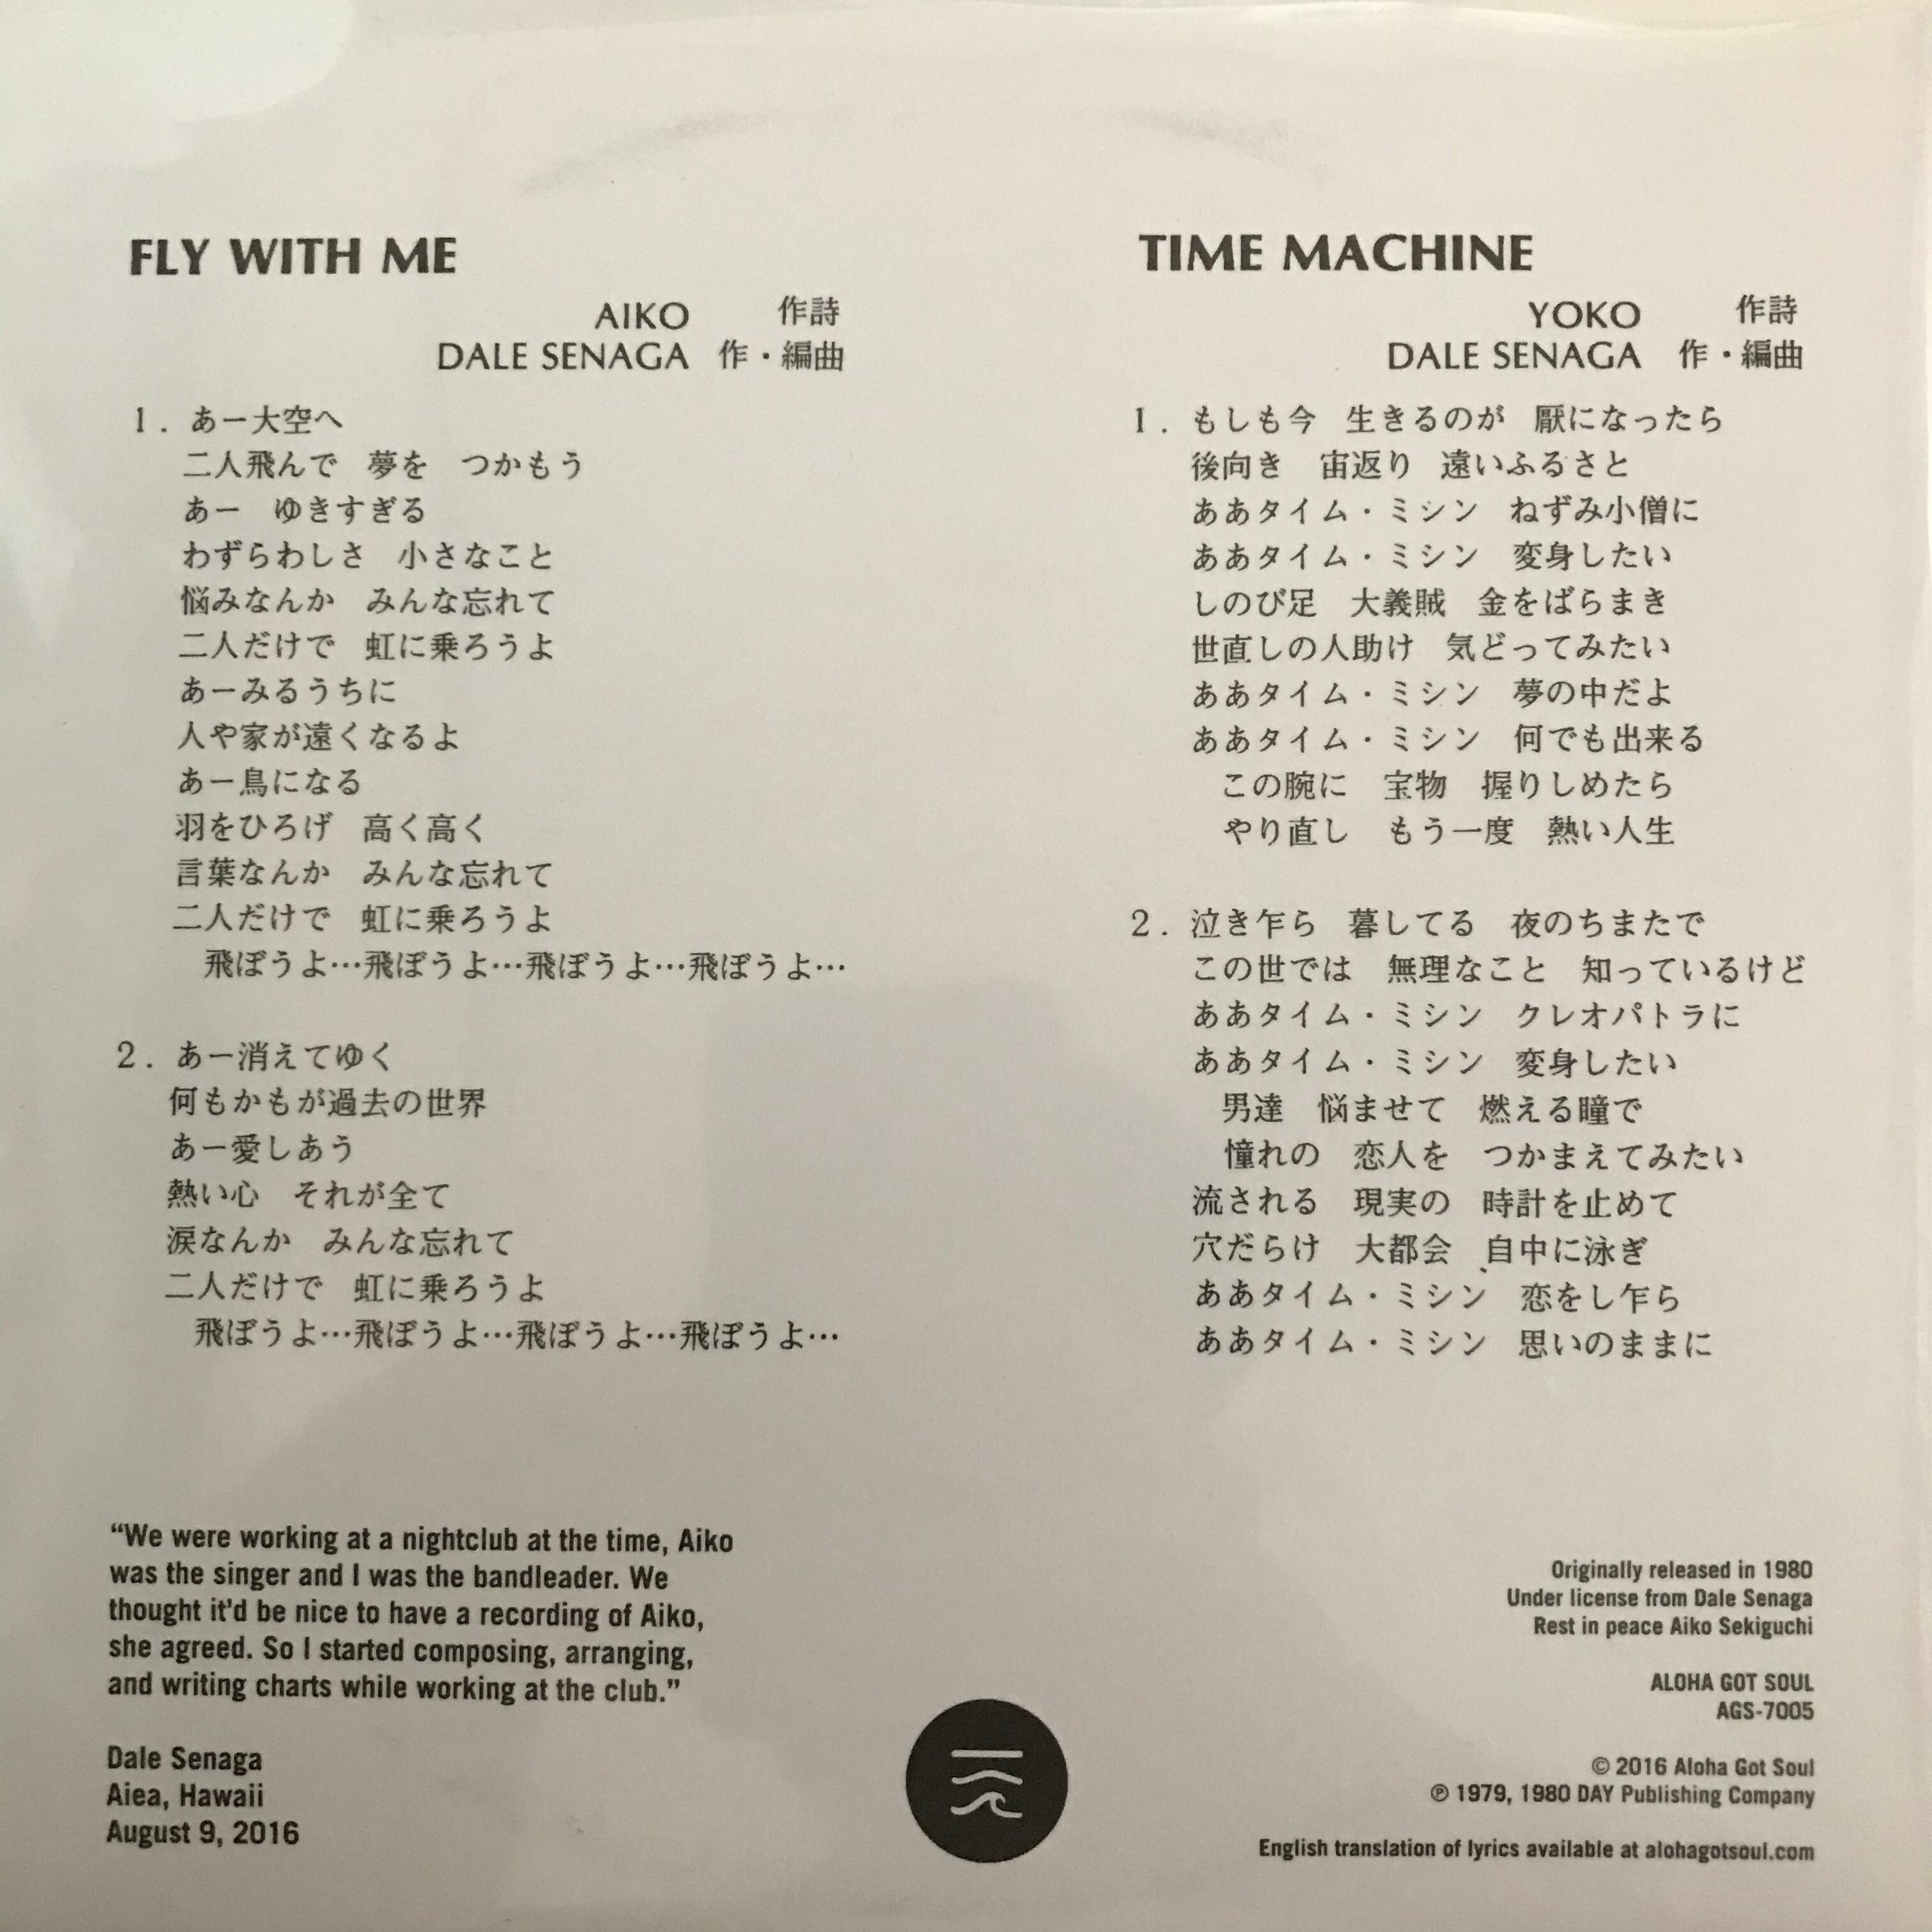 FLY WITH ME
AIKO 作詩
DALE SENAGA 作・編曲
1．あー大空へ
二人飛んで　夢を　つかもう
あー　ゆきすぎる
わずらわしさ　小さなこと
悩みなんか　みんな忘れて
二人だけで　虹に乗ろうよ
あーみるうちに
人や家が遠くなるよ
あー鳥になる
羽をひろげ　高く高く
言葉なんか　みんな忘れて
二人だけで　虹に乗ろうよ
飛ぼうよ…飛ぼうよ…飛ぼうよ…飛ぼうよ…
2．あー消えてゆく
何もかもが過去の世界
あー愛しあう
熱い心　それが全て
涙なんか　みんな忘れて
二人だけで　虹に乗ろうよ
飛ぼうよ…飛ぼうよ…飛ぼうよ…飛ぼうよ…
TIME MACHINE
YOKO 作詩
DALE SENAGA 作・編曲
1．もしも今　生きるのが　厭になったら
後向き　宙返り　遠いふるさと
ああタイム・ミシン　ねずみ小僧に
ああタイム・ミシン　変身したい
しのび足　大義賊　金をばらまき
世直しの人助け　気どってみたい
ああタイム・ミシン　夢の中だよ
ああタイム・ミシン　何でも出来る
この腕に　宝物　握りしめたら
やり直し　もう一度　熱い人生
2．泣き乍ら　暮してる　夜のちまたで
この世では　無理なこと　知っているけど
ああタイム・ミシン　クレオパトラに
ああタイム・ミシン　変身したい
男達　悩ませて　燃える瞳で
憧れの　恋人を　つかまえてみたい
流される　現実の　時計を止めて
穴だらけ　大都会　自中に泳ぎ
ああタイム・ミシン　恋をし乍ら
ああタイム・ミシン　思いのままに
“We were working at a nightclub at the time, Aiko
was the singer and I was the bandleader. We
thought it'd be nice to have a recording of Aiko,
she agreed. So I started composing, arranging,
and writing charts while working at the club.”
Dale Senaga
Aiea, Hawaii
August 9, 2016
Originally released in 1980
Under license from Dale Senaga
Rest in peace Aiko Sekiguchi
ALOHA GOT SOUL
AGS-7005
© 2016 Aloha Got Soul
℗ 1979, 1980 DAY Publishing Company
English translation of lyrics available at alohagotsoul.com